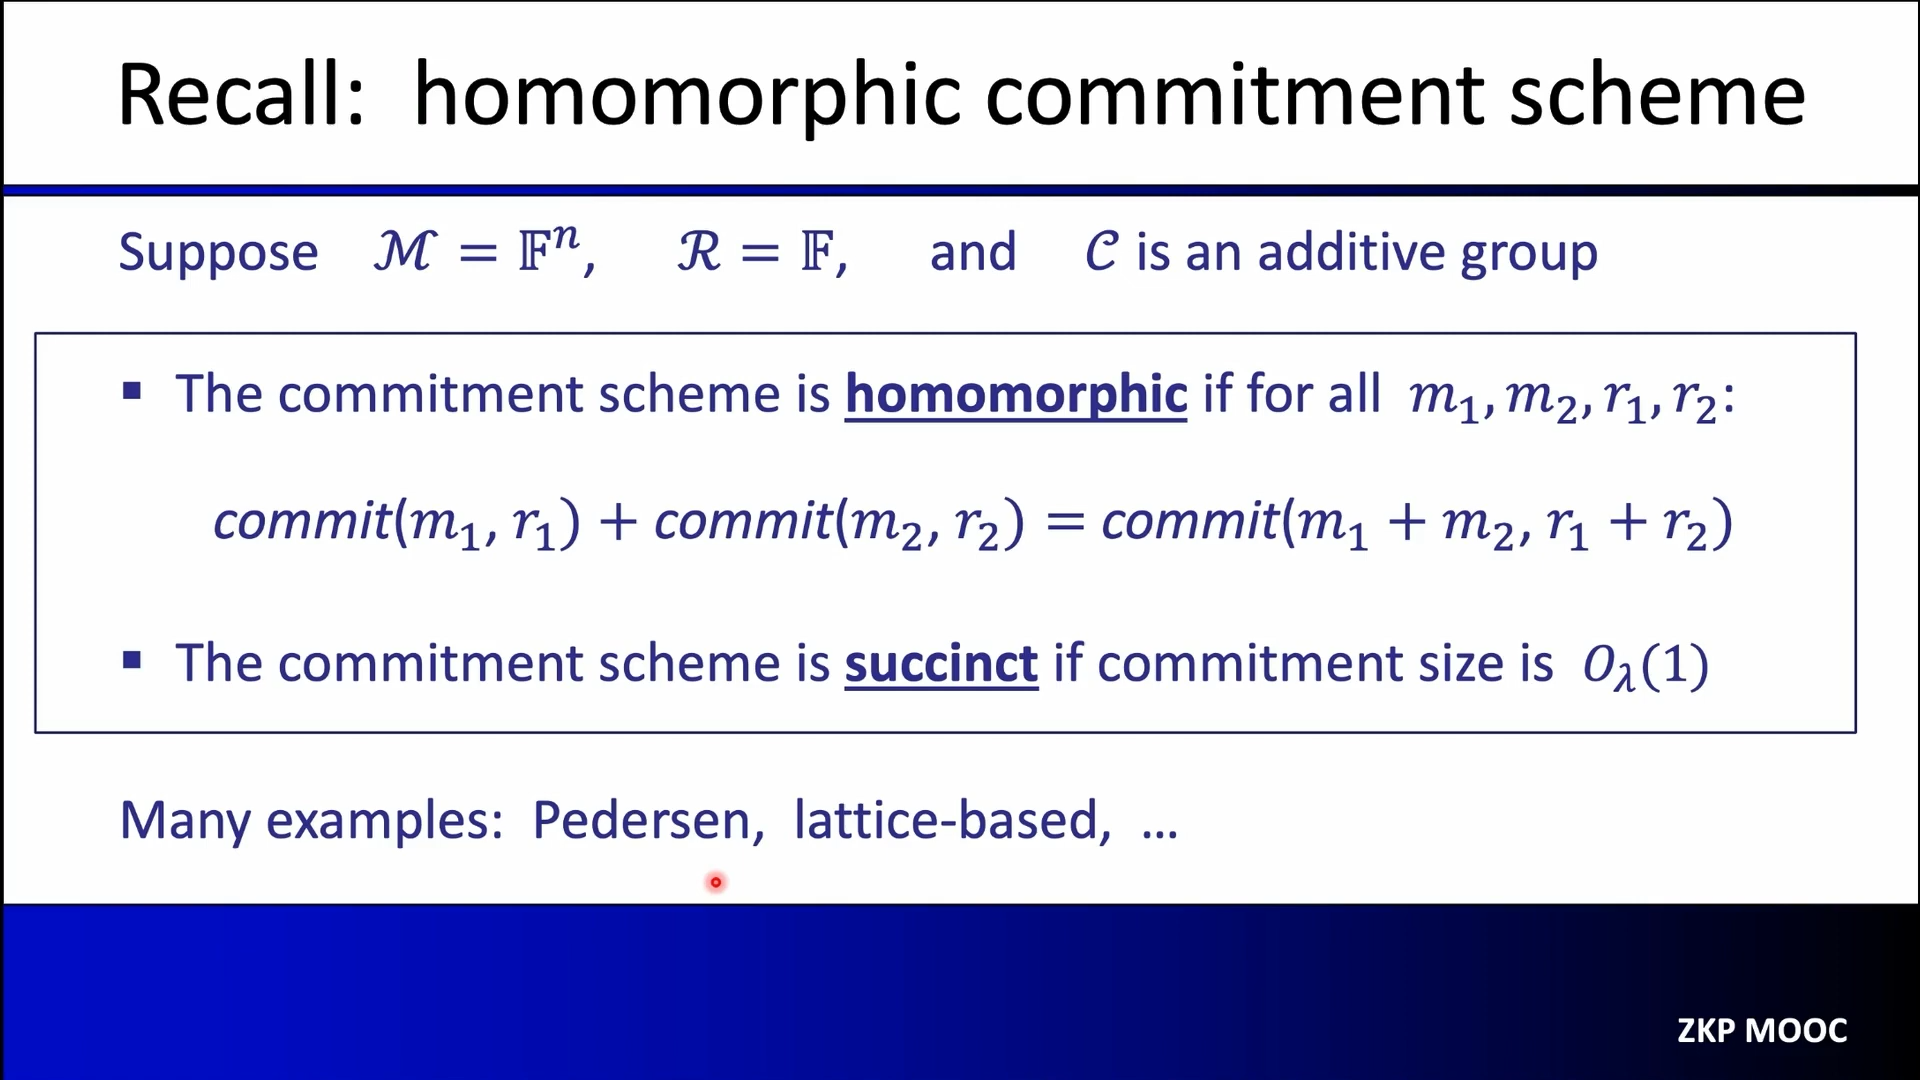 Recall: homomorphic commitment scheme
Suppose ℳ = 𝔽ⁿ, ℛ = 𝔽, and 𝒞 is an additive group
▪ The commitment scheme is homomorphic if for all m₁, m₂, r₁, r₂:
commit(m₁, r₁) + commit(m₂, r₂) = commit(m₁ + m₂, r₁ + r₂)
▪ The commitment scheme is succinct if commitment size is O_λ(1)
Many examples: Pedersen, lattice-based, ...
ZKP MOOC